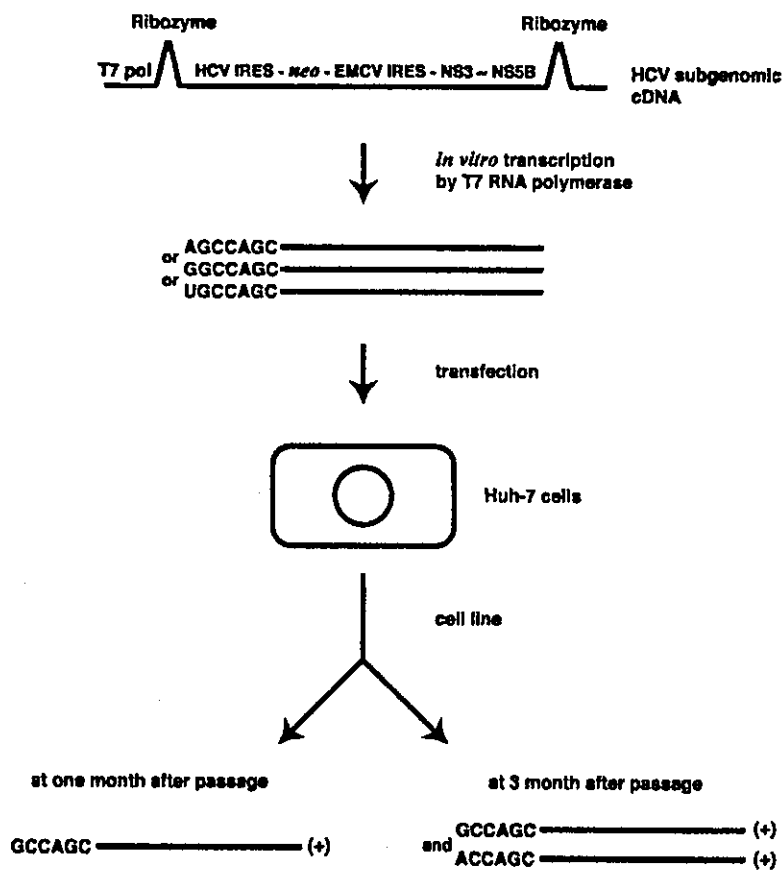 Ribozyme
Ribozyme
T7 pol
HCV IRES - neo - EMCV IRES - NS3 ~ NS5B
HCV subgenomic
cDNA
in vitro transcription
by T7 RNA polymerase
AGCCAGC
or
GGCCAGC
or
UGCCAGC
transfection
Huh-7 cells
cell line
at one month after passage
GCCAGC (+)
at 3 month after passage
GCCAGC (+)
and
ACCAGC (+)